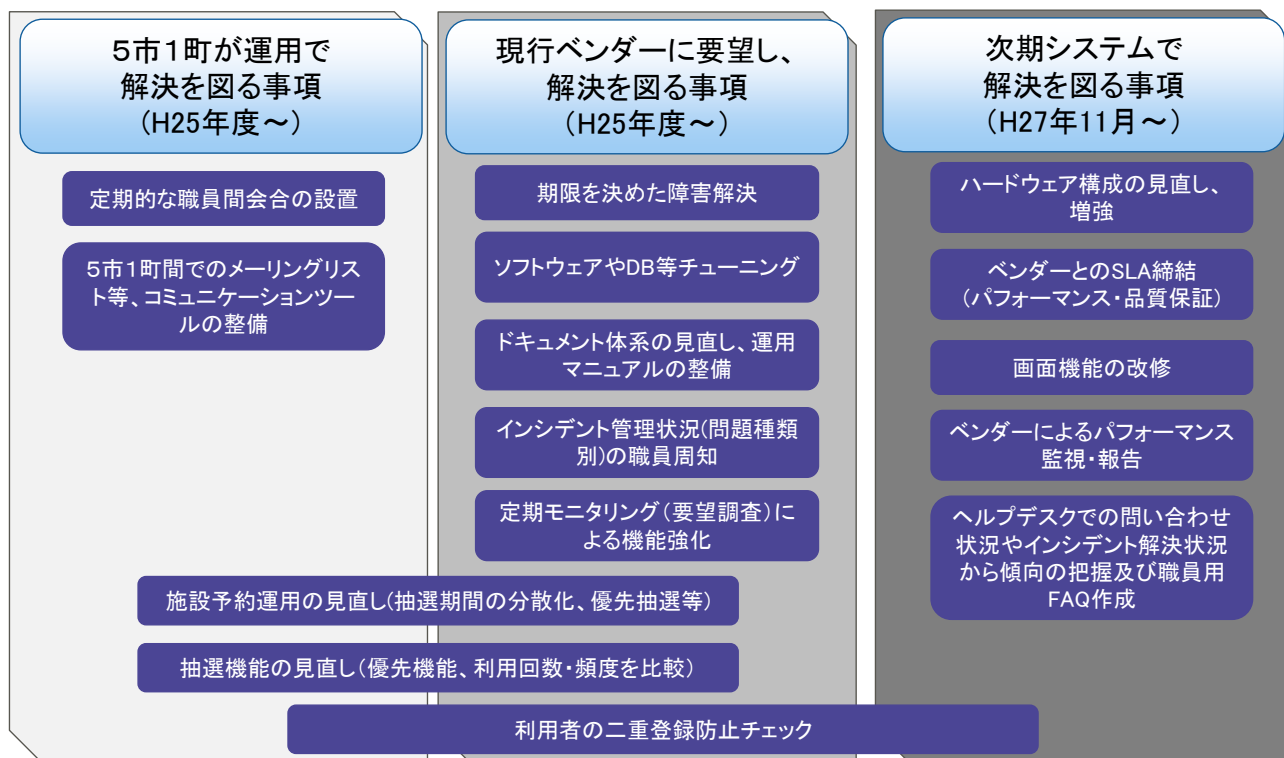 5市1町が運用で
解決を図る事項
(H25年度～)
定期的な職員間会合の設置
5市1町間でのメーリングリス
ト等、コミュニケーションツー
ルの整備
現行ベンダーに要望し、
解決を図る事項
(H25年度～)
期限を決めた障害解決
ソフトウェアやDB等チューニング
ドキュメント体系の見直し、運用
マニュアルの整備
インシデント管理状況(問題種類
別)の職員周知
定期モニタリング(要望調査)に
よる機能強化
次期システムで
解決を図る事項
(H27年11月～)
ハードウェア構成の見直し、
増強
ベンダーとのSLA締結
(パフォーマンス・品質保証)
画面機能の改修
ベンダーによるパフォーマンス
監視・報告
ヘルプデスクでの問い合わせ
状況やインシデント解決状況
から傾向の把握及び職員用
FAQ作成
施設予約運用の見直し(抽選期間の分散化、優先抽選等)
抽選機能の見直し(優先機能、利用回数・頻度を比較)
利用者の二重登録防止チェック